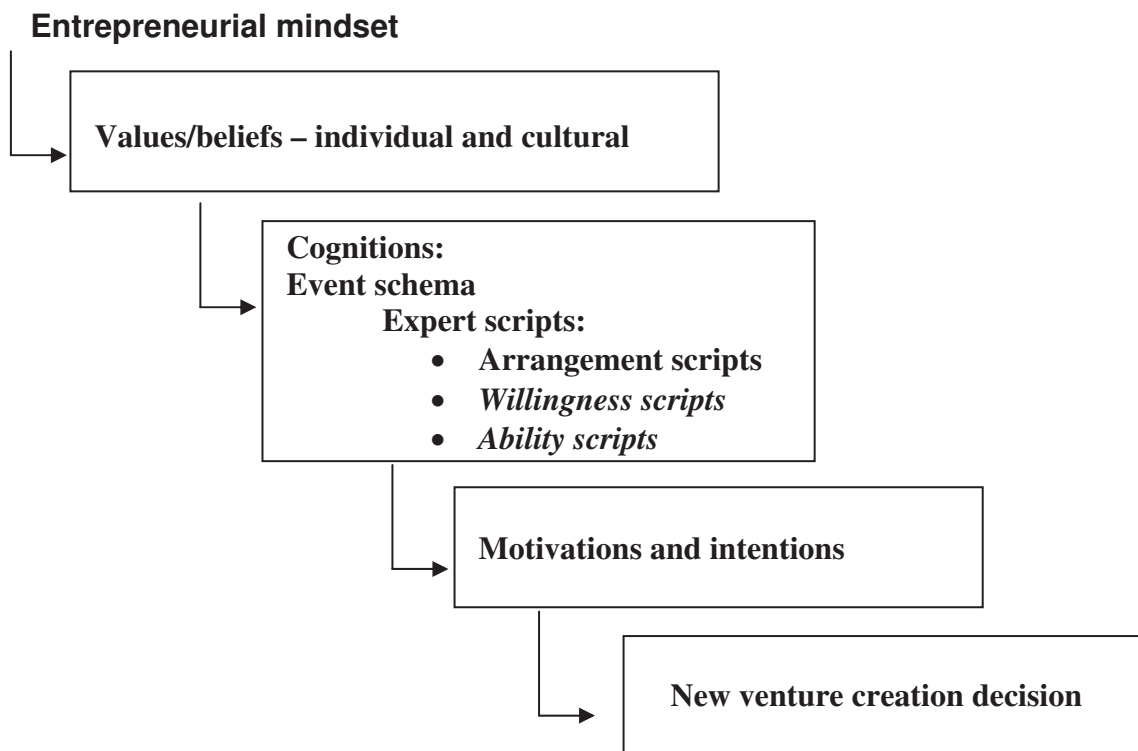 Entrepreneurial mindset
Values/beliefs – individual and cultural
Cognitions:
Event schema
Expert scripts:
• Arrangement scripts
• Willingness scripts
• Ability scripts
Motivations and intentions
New venture creation decision